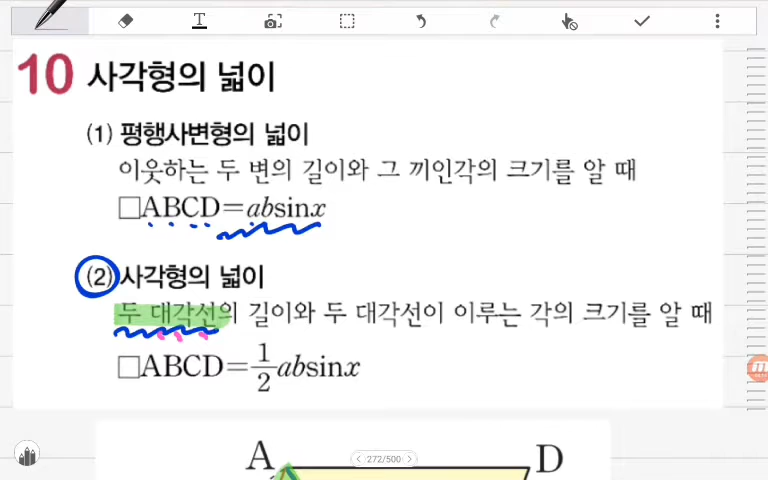 T
10 사각형의 넓이
(1) 평행사변형의 넓이
이웃하는 두 변의 길이와 그 끼인각의 크기를 알 때
□ABCD=absinx
(2) 사각형의 넓이
두 대각선의 길이와 두 대각선이 이루는 각의 크기를 알 때
□ABCD=1/2absinx
A D
272/500